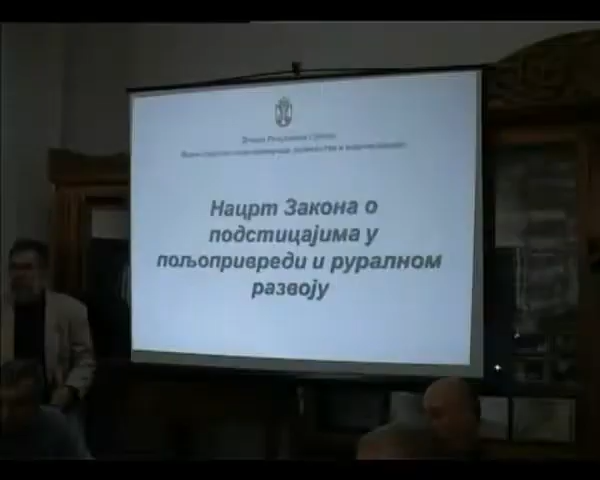 Нацрт Закона о
подстицајима у
пољопривреди и руралном
развоју